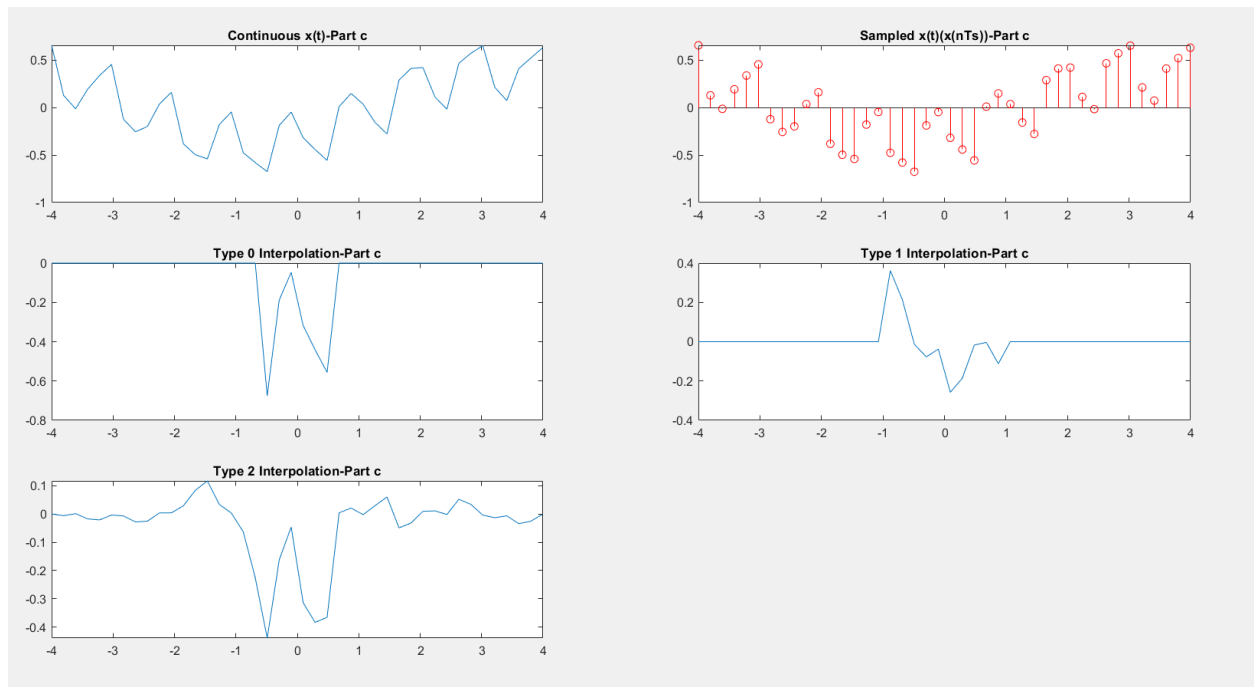 Continuous x(t)-Part c
0.5
0
-0.5
-1
-4 -3 -2 -1 0 1 2 3 4
Sampled x(t)(x(nTs))-Part c
0.5
0
-0.5
-1
-4 -3 -2 -1 0 1 2 3 4
Type 0 Interpolation-Part c
0
-0.2
-0.4
-0.6
-0.8
-4 -3 -2 -1 0 1 2 3 4
Type 1 Interpolation-Part c
0.4
0.2
0
-0.2
-0.4
-4 -3 -2 -1 0 1 2 3 4
Type 2 Interpolation-Part c
0.1
0
-0.1
-0.2
-0.3
-0.4
-4 -3 -2 -1 0 1 2 3 4